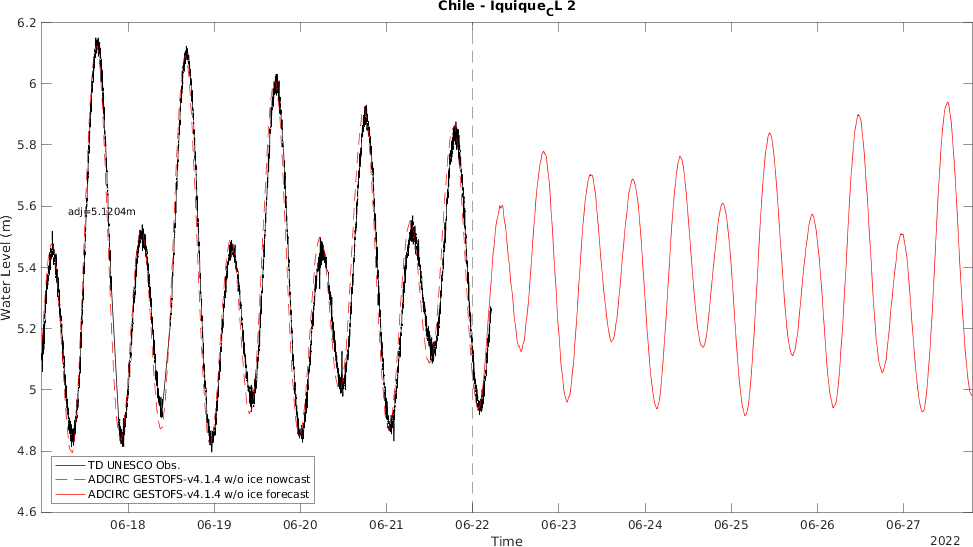 Chile - Iquique_CL 2
6.2
6
5.8
5.6
5.4
5.2
5
4.8
4.6
Water Level (m)
adj=5.1204m
TD UNESCO Obs.
ADCIRC GESTOFS-v4.1.4 w/o ice nowcast
ADCIRC GESTOFS-v4.1.4 w/o ice forecast
06-18 06-19 06-20 06-21 06-22 06-23 06-24 06-25 06-26 06-27
Time
2022